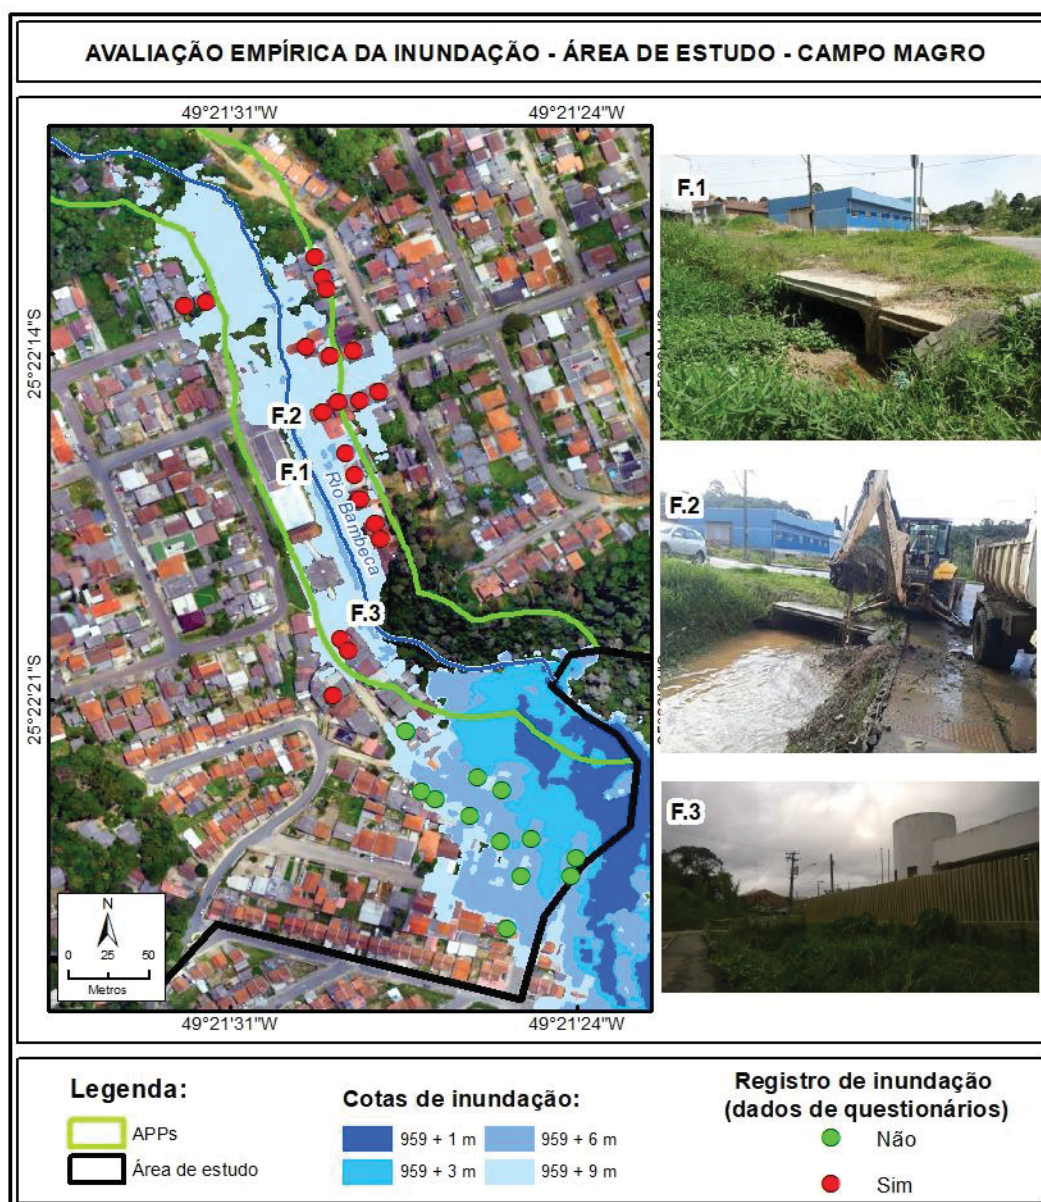 AVALIAÇÃO EMPÍRICA DA INUNDAÇÃO - ÁREA DE ESTUDO - CAMPO MAGRO
49°21'31"W
49°21'24"W
25°22'14"S
25°22'21"S
F.2
F.1
Rio Bambeca
F.3
N
0 25 50
Metros
49°21'31"W
49°21'24"W
F.1
F.2
F.3
Legenda:
APPs
Área de estudo
Cotas de inundação:
959 + 1 m
959 + 6 m
959 + 3 m
959 + 9 m
Registro de inundação
(dados de questionários)
Não
Sim